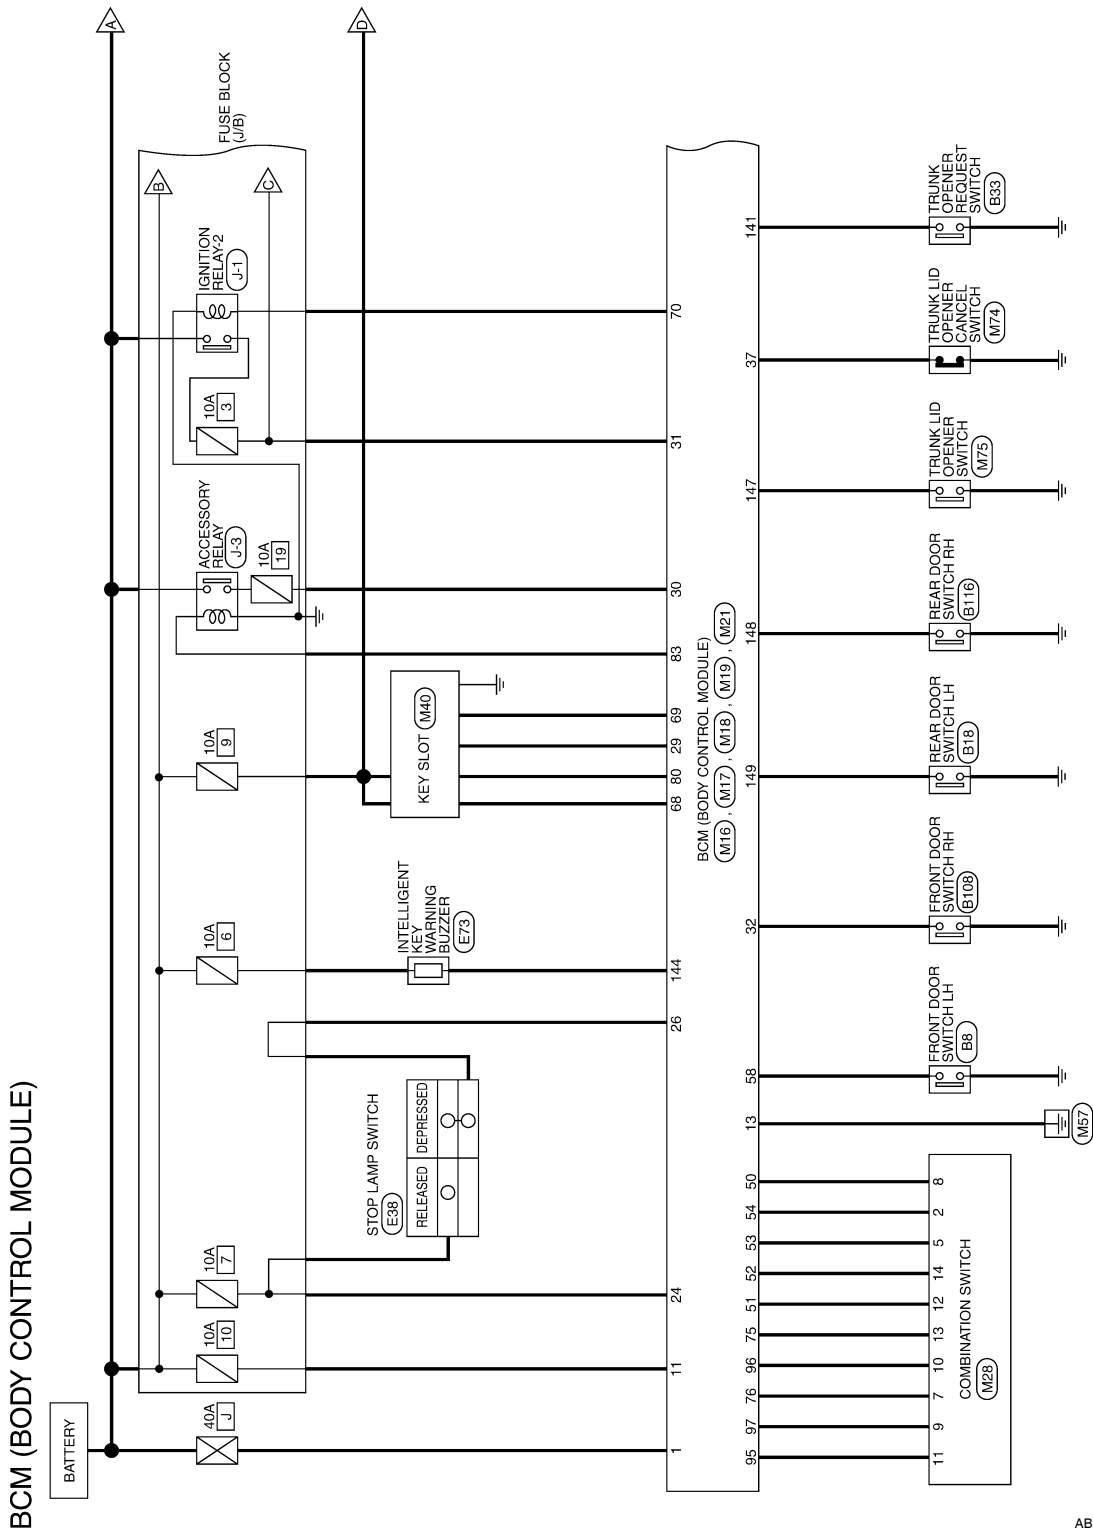 BCM (BODY CONTROL MODULE)
BATTERY
A
D
FUSE BLOCK
(J/B)
B
C
40A
J
10A
10
10A
7
10A
6
10A
9
ACCESSORY
RELAY
J-3
10A
19
10A
3
IGNITION
RELAY-2
J-1
STOP LAMP SWITCH
E38
RELEASED
DEPRESSED
INTELLIGENT
KEY
WARNING
BUZZER
E73
KEY SLOT
M40
1
11
24
26
144
68
80
29
69
83
30
31
70
BCM (BODY CONTROL MODULE)
M16 , M17 , M18 , M19 , M21
95
97
76
96
75
51
52
53
54
50
13
58
32
149
148
147
37
141
11
9
7
10
13
12
14
5
2
8
COMBINATION SWITCH
M28
M57
FRONT DOOR
SWITCH LH
B8
FRONT DOOR
SWITCH RH
B108
REAR DOOR
SWITCH LH
B18
REAR DOOR
SWITCH RH
B116
TRUNK LID
OPENER
SWITCH
M75
TRUNK LID
OPENER
CANCEL
SWITCH
M74
TRUNK
OPENER
REQUEST
SWITCH
B33
AB